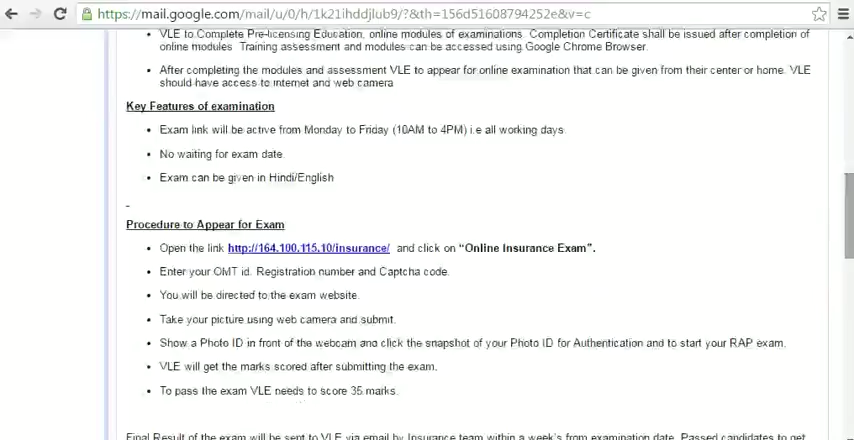 https://mail.google.com/mail/u/0/h/1k21ihddjlub9/?&th=156d51608794252e&v=c
• VLE to Complete Pre-licensing Education, online modules of examinations. Completion Certificate shall be issued after completion of
online modules. Training assessment and modules can be accessed using Google Chrome Browser.
• After completing the modules and assessment VLE to appear for online examination that can be given from their center or home. VLE
should have access to internet and web camera
Key Features of examination
• Exam link will be active from Monday to Friday (10AM to 4PM) i.e all working days.
• No waiting for exam date.
• Exam can be given in Hindi/English
Procedure to Appear for Exam
• Open the link http://164.100.115.10/insurance/ and click on “Online Insurance Exam”.
• Enter your OMT id, Registration number and Captcha code.
• You will be directed to the exam website.
• Take your picture using web camera and submit.
• Show a Photo ID in front of the webcam and click the snapshot of your Photo ID for Authentication and to start your RAP exam.
• VLE will get the marks scored after submitting the exam.
• To pass the exam VLE needs to score 35 marks.
Final Result of the exam will be sent to VLE via email by Insurance team within a week's from examination date. Passed candidates to get